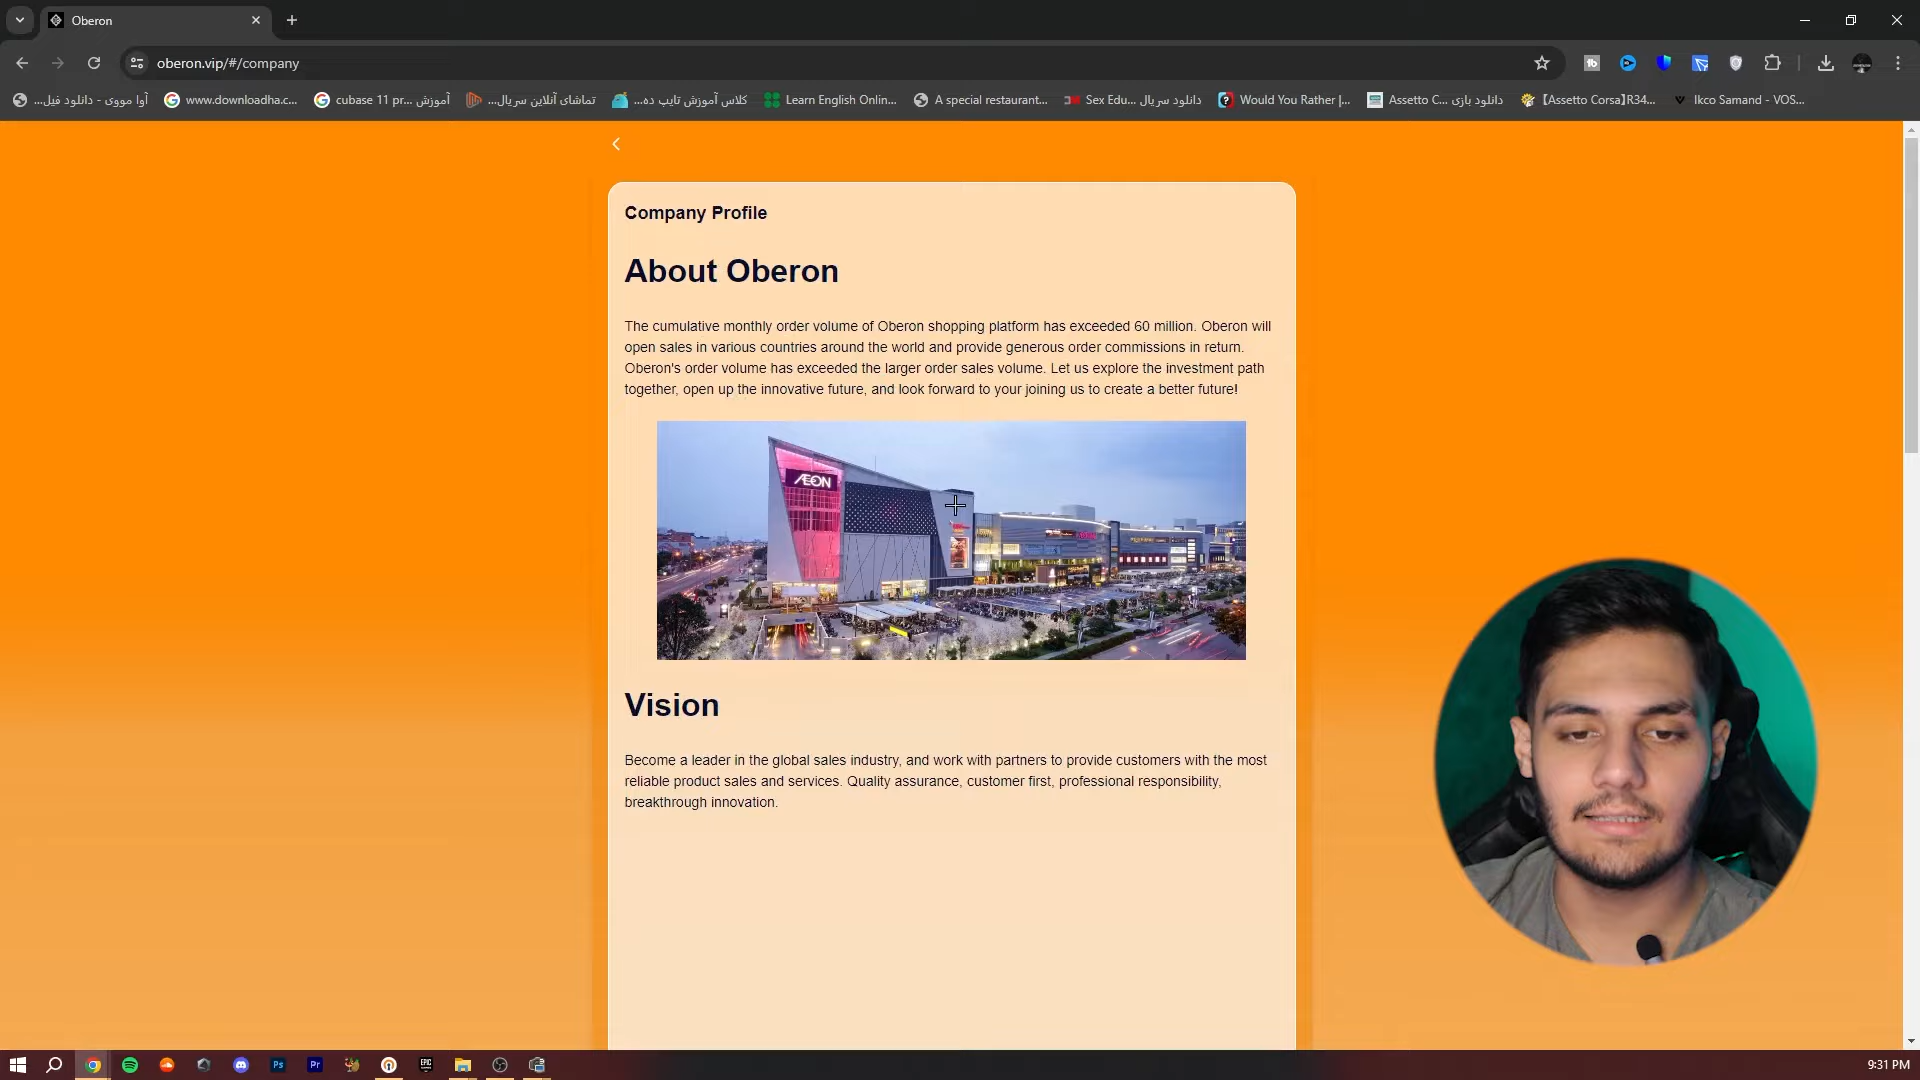 Oberon
oberon.vip/#/company
آوا مووی - دانلود فیل...
www.downloadha.c...
آموزش cubase 11 pr...
تماشای آنلاین سریال...
کلاس آموزش تایپ ده...
Learn English Onlin...
A special restaurant...
دانلود سریال Sex Edu...
Would You Rather |...
دانلود بازی Assetto C...
【Assetto Corsa】R34...
Ikco Samand - VOS...
Company Profile
About Oberon
The cumulative monthly order volume of Oberon shopping platform has exceeded 60 million. Oberon will
open sales in various countries around the world and provide generous order commissions in return.
Oberon's order volume has exceeded the larger order sales volume. Let us explore the investment path
together, open up the innovative future, and look forward to your joining us to create a better future!
ÆON
Vision
Become a leader in the global sales industry, and work with partners to provide customers with the most
reliable product sales and services. Quality assurance, customer first, professional responsibility,
breakthrough innovation.
Ps
Pr
EPIC
9:31 PM